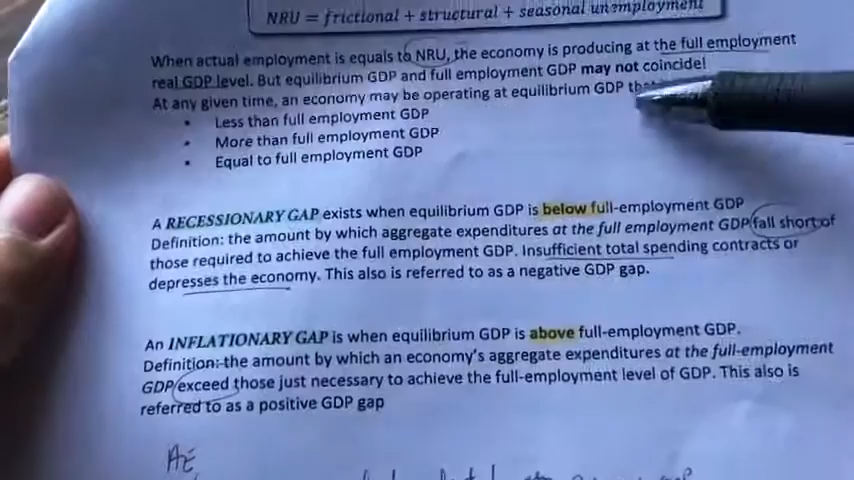 NRU = frictional + structural + seasonal unemployment
When actual employment is equals to NRU, the economy is producing at the full employment
real GDP level. But equilibrium GDP and full employment GDP may not coincide!
At any given time, an economy may be operating at equilibrium GDP
• Less than full employment GDP
• More than full employment GDP
• Equal to full employment GDP
A RECESSIONARY GAP exists when equilibrium GDP is below full-employment GDP
Definition: the amount by which aggregate expenditures at the full employment GDP fall short of
those required to achieve the full employment GDP. Insufficient total spending contracts or
depresses the economy. This also is referred to as a negative GDP gap.
An INFLATIONARY GAP is when equilibrium GDP is above full-employment GDP.
Definition: the amount by which an economy's aggregate expenditures at the full-employment
GDP exceed those just necessary to achieve the full-employment level of GDP. This also is
referred to as a positive GDP gap
AE